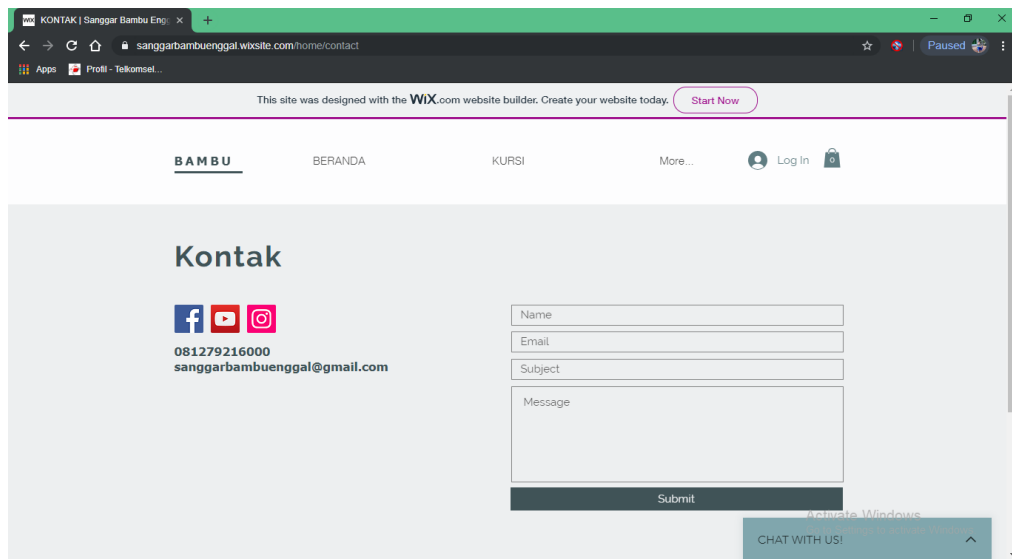 KONTAK | Sanggar Bambu Engg
sanggarbambuenggal.wixsite.com/home/contact
Paused
Apps Profil - Telkomsel...
This site was designed with the WiX.com website builder. Create your website today. Start Now
BAMBU BERANDA KURSI More... Log In 0
Kontak
081279216000
sanggarbambuenggal@gmail.com
Name
Email
Subject
Message
Submit
Activate Windows
CHAT WITH US!